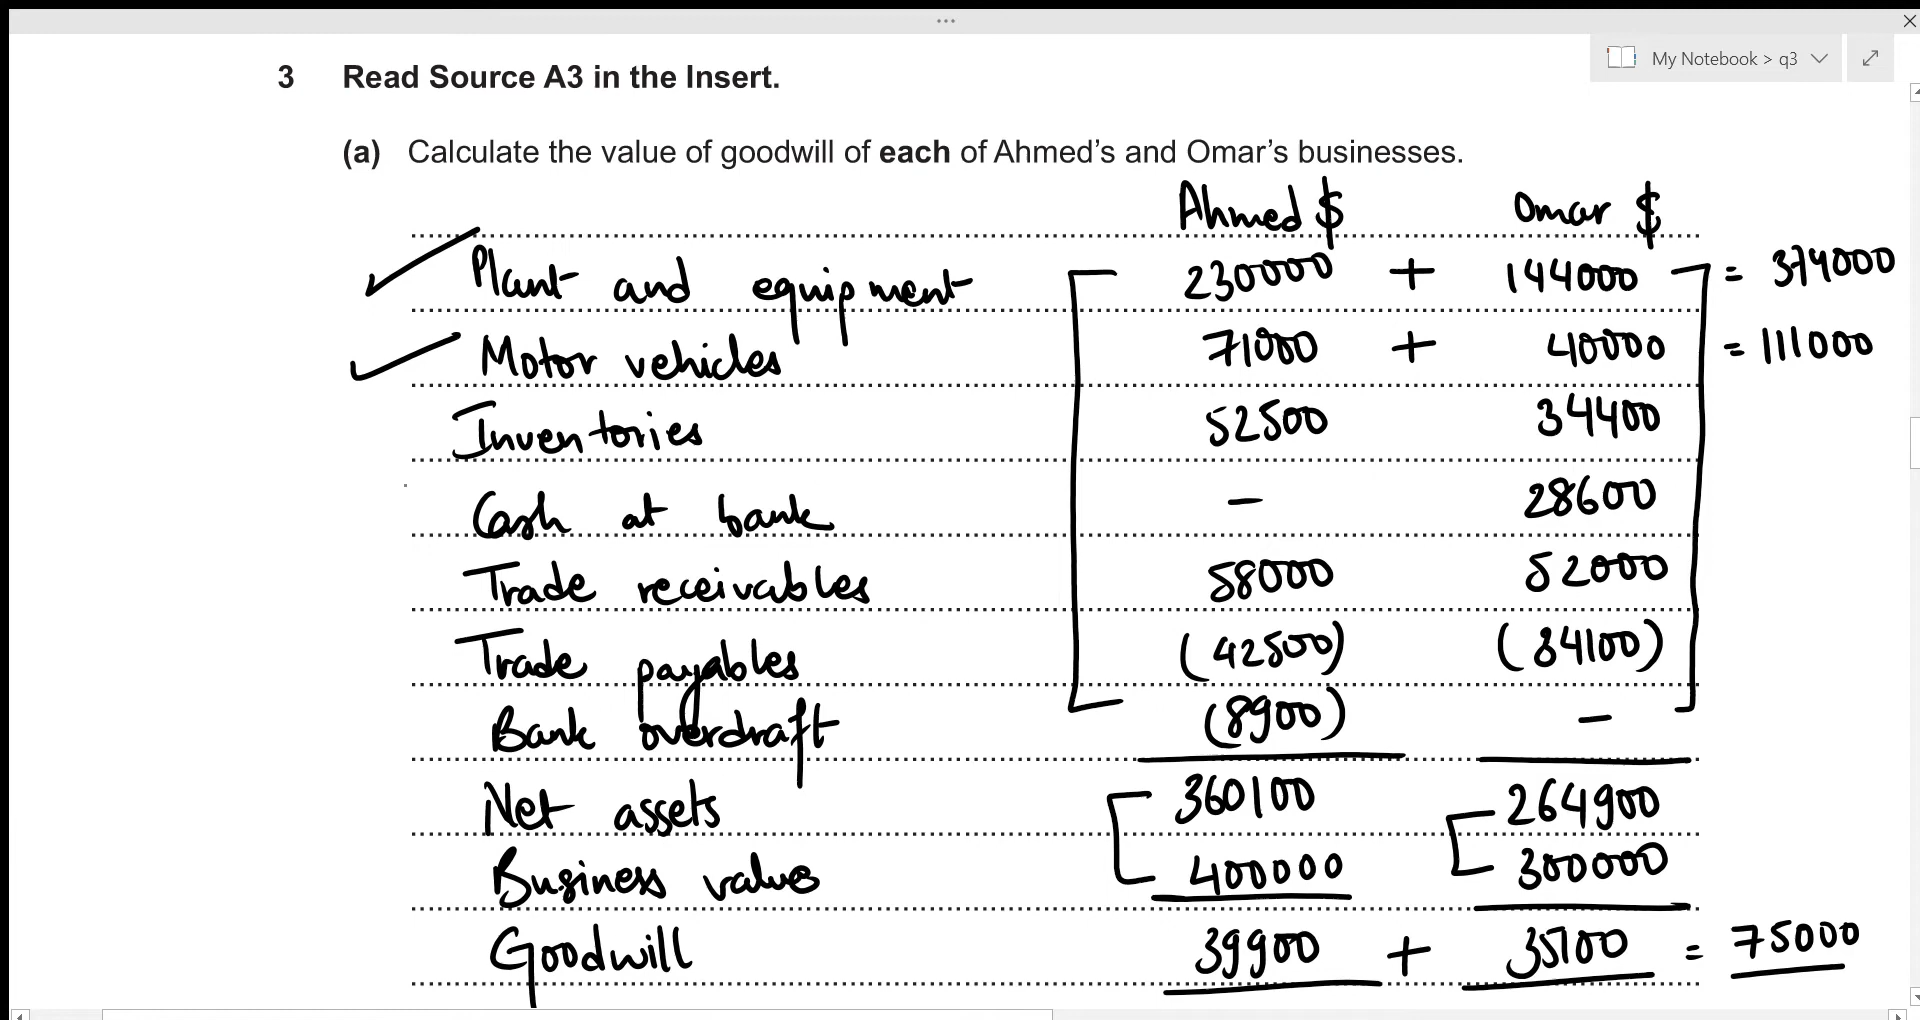 My Notebook > q3
3 Read Source A3 in the Insert.
(a) Calculate the value of goodwill of each of Ahmed's and Omar's businesses.
Ahmed $ Omar $
Plant and equipment 230000 + 144000 = 374000
Motor vehicles 71000 + 40000 = 111000
Inventories 52500 34400
Cash at bank - 28600
Trade receivables 58000 52000
Trade payables (42500) (34100)
Bank overdraft (8900) -
Net assets 360100 264900
Business value 400000 300000
Goodwill 39900 + 35100 = 75000